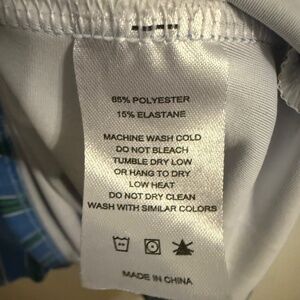 85% POLYESTER
15% ELASTANE
MACHINE WASH COLD
DO NOT BLEACH
TUMBLE DRY LOW
OR HANG TO DRY
LOW HEAT
DO NOT DRY CLEAN
WASH WITH SIMILAR COLORS
MADE IN CHINA